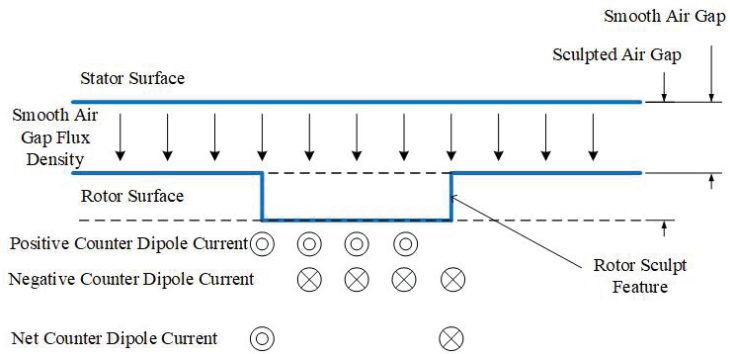 Smooth Air Gap
Sculpted Air Gap
Stator Surface
Smooth Air
Gap Flux
Density
Rotor Surface
Positive Counter Dipole Current
Negative Counter Dipole Current
Rotor Sculpt
Feature
Net Counter Dipole Current